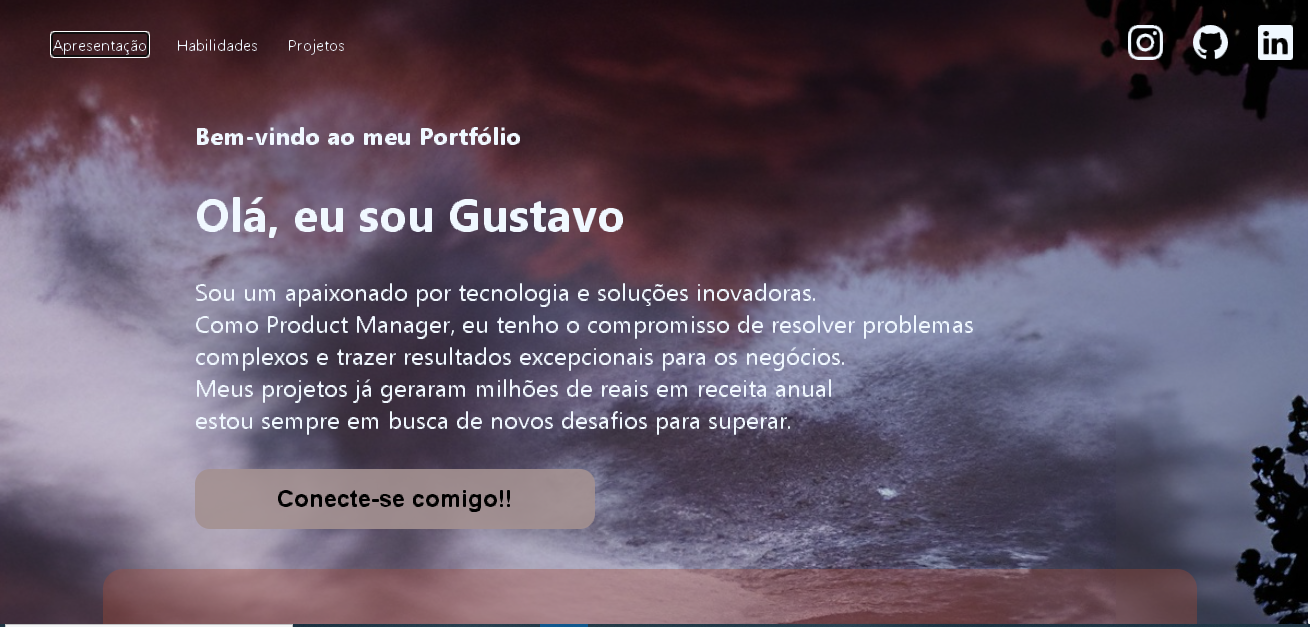 Apresentação Habilidades Projetos
Bem-vindo ao meu Portfólio
Olá, eu sou Gustavo
Sou um apaixonado por tecnologia e soluções inovadoras.
Como Product Manager, eu tenho o compromisso de resolver problemas
complexos e trazer resultados excepcionais para os negócios.
Meus projetos já geraram milhões de reais em receita anual
estou sempre em busca de novos desafios para superar.
Conecte-se comigo!!